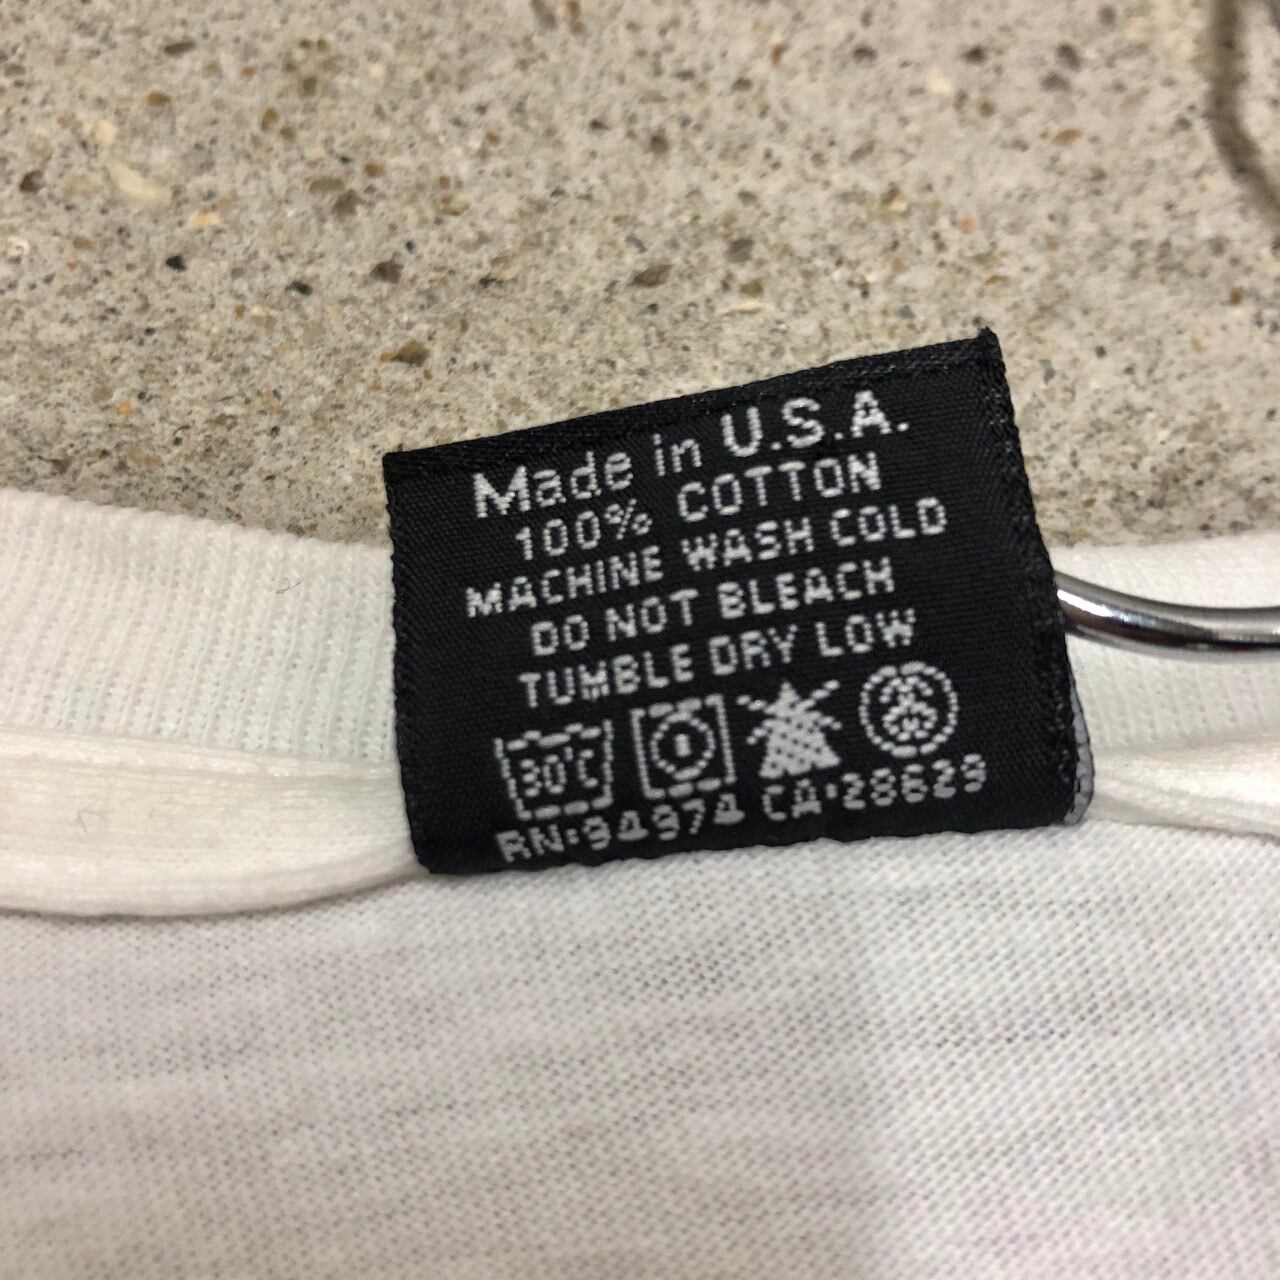 Made in U.S.A.
100% COTTON
MACHINE WASH COLD
DO NOT BLEACH
TUMBLE DRY LOW
30°C
RN:94974 CA·28629